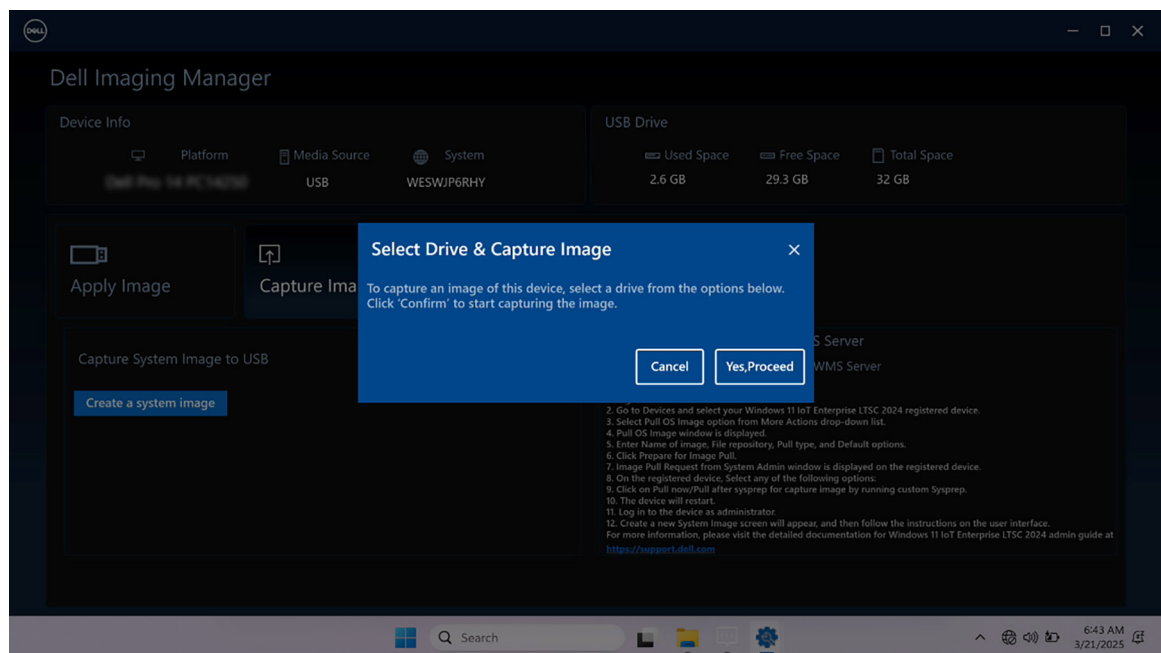 DELL
Dell Imaging Manager
Device Info
Platform
Media Source
System
USB
WESWJP6RHY
USB Drive
Used Space
Free Space
Total Space
2.6 GB
29.3 GB
32 GB
Apply Image
Capture Ima
Select Drive & Capture Image
To capture an image of this device, select a drive from the options below.
Click ‘Confirm’ to start capturing the image.
Cancel
Yes,Proceed
Capture System Image to USB
Create a system image
S Server
WMS Server
2. Go to Devices and select your Windows 11 IoT Enterprise LTSC 2024 registered device.
3. Select Pull OS Image option from More Actions drop-down list.
4. Pull OS Image window is displayed.
5. Enter Name of image, File repository, Pull type, and Default options.
6. Click Prepare for Image Pull.
7. Image Pull Request from System Admin window is displayed on the registered device.
8. On the registered device, Select any of the following options:
9. Click on Pull now/Pull after sysprep for capture image by running custom Sysprep.
10. The device will restart.
11. Log in to the device as administrator.
12. Create a new System Image screen will appear, and then follow the instructions on the user interface.
For more information, please visit the detailed documentation for Windows 11 IoT Enterprise LTSC 2024 admin guide at
https://support.dell.com
Search
6:43 AM
3/21/2025